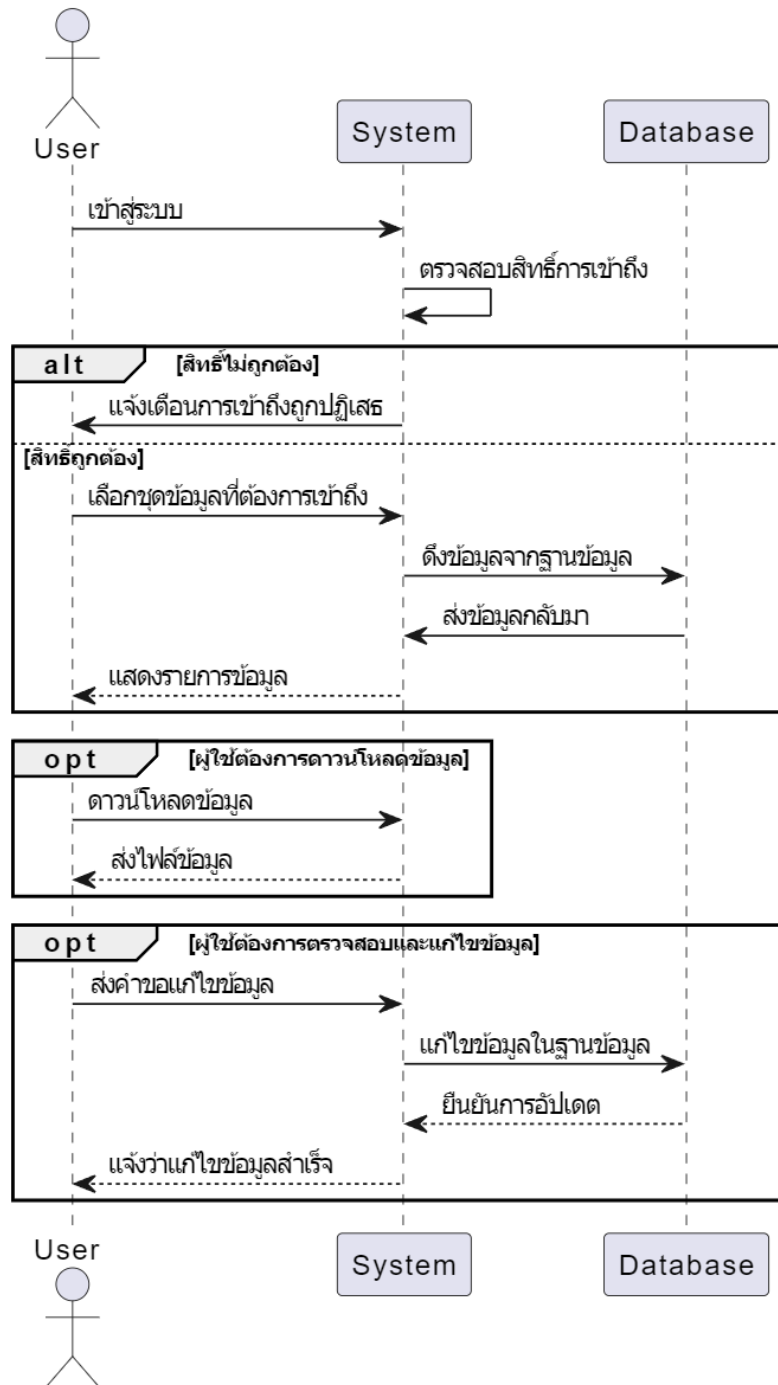 User
System
Database
เข้าสู่ระบบ
ตรวจสอบสิทธิ์การเข้าถึง
alt
[สิทธิ์ไม่ถูกต้อง]
แจ้งเตือนการเข้าถึงถูกปฏิเสธ
[สิทธิ์ถูกต้อง]
เลือกชุดข้อมูลที่ต้องการเข้าถึง
ดึงข้อมูลจากฐานข้อมูล
ส่งข้อมูลกลับมา
แสดงรายการข้อมูล
opt
[ผู้ใช้ต้องการดาวน์โหลดข้อมูล]
ดาวน์โหลดข้อมูล
ส่งไฟล์ข้อมูล
opt
[ผู้ใช้ต้องการตรวจสอบและแก้ไขข้อมูล]
ส่งคำขอแก้ไขข้อมูล
แก้ไขข้อมูลในฐานข้อมูล
ยืนยันการอัปเดต
แจ้งว่าแก้ไขข้อมูลสำเร็จ
User
System
Database